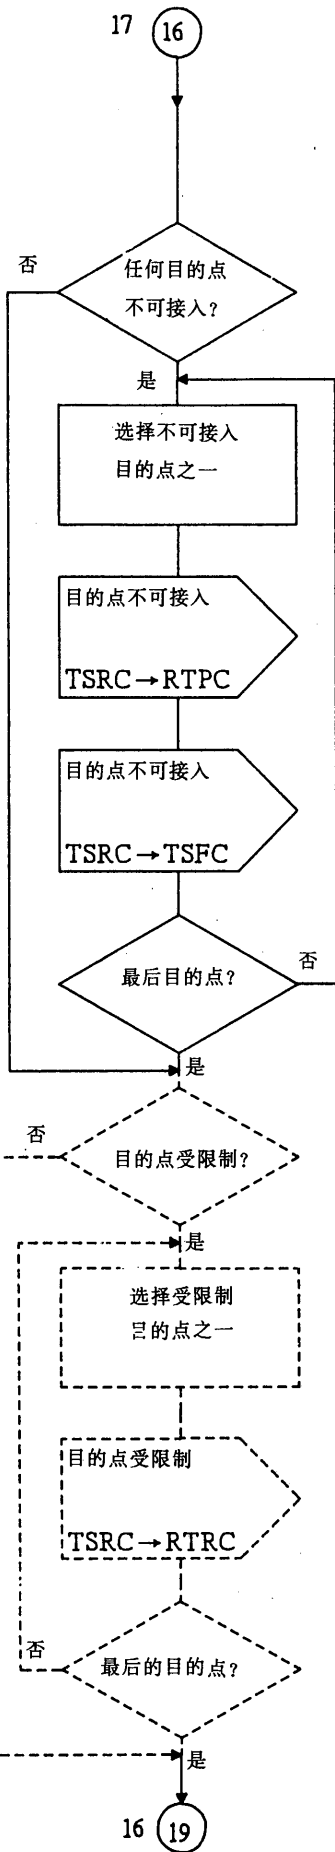 17 16
任何目的点
不可接入?
否
是
选择不可接入
目的点之一
目的点不可接入
TSRC→RTPC
目的点不可接入
TSRC→TSFC
最后目的点?
否
是
目的点受限制?
否
是
选择受限制
目的点之一
目的点受限制
TSRC→RTRC
最后的目的点?
否
是
16 19